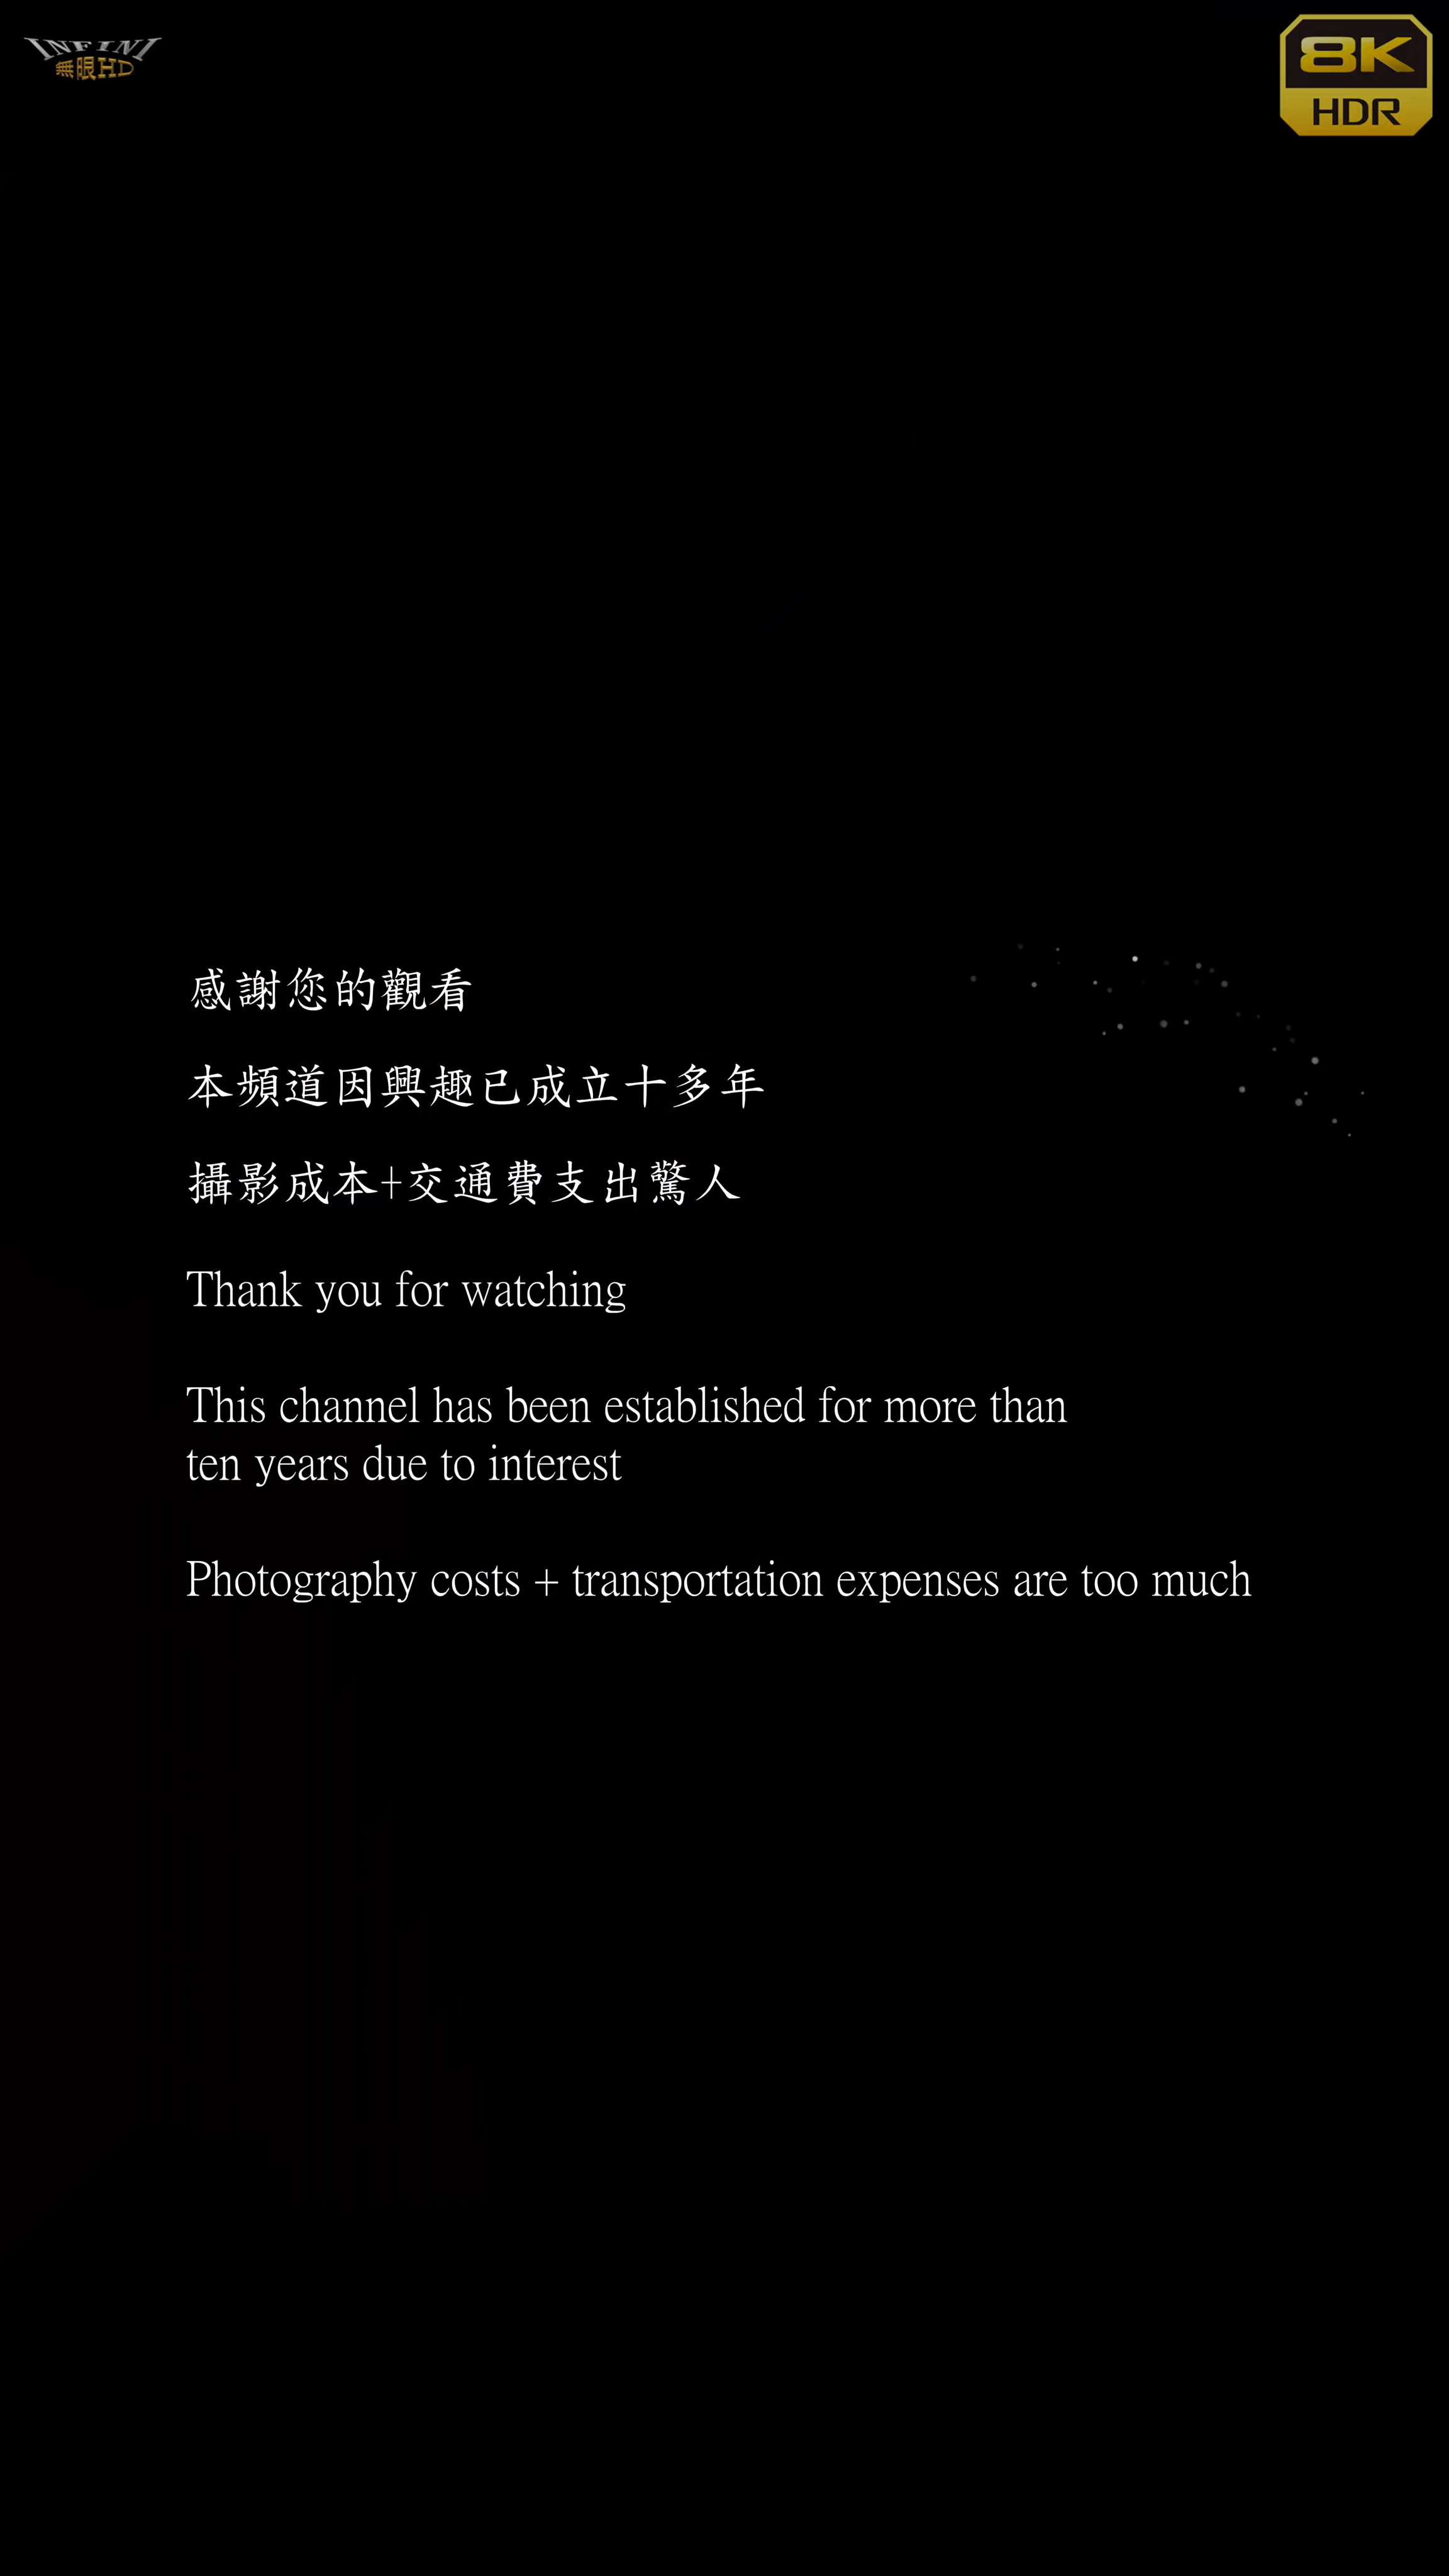 INFINI
無限HD
8K
HDR
感謝您的觀看
本頻道因興趣已成立十多年
攝影成本+交通費支出驚人
Thank you for watching
This channel has been established for more than
ten years due to interest
Photography costs + transportation expenses are too much